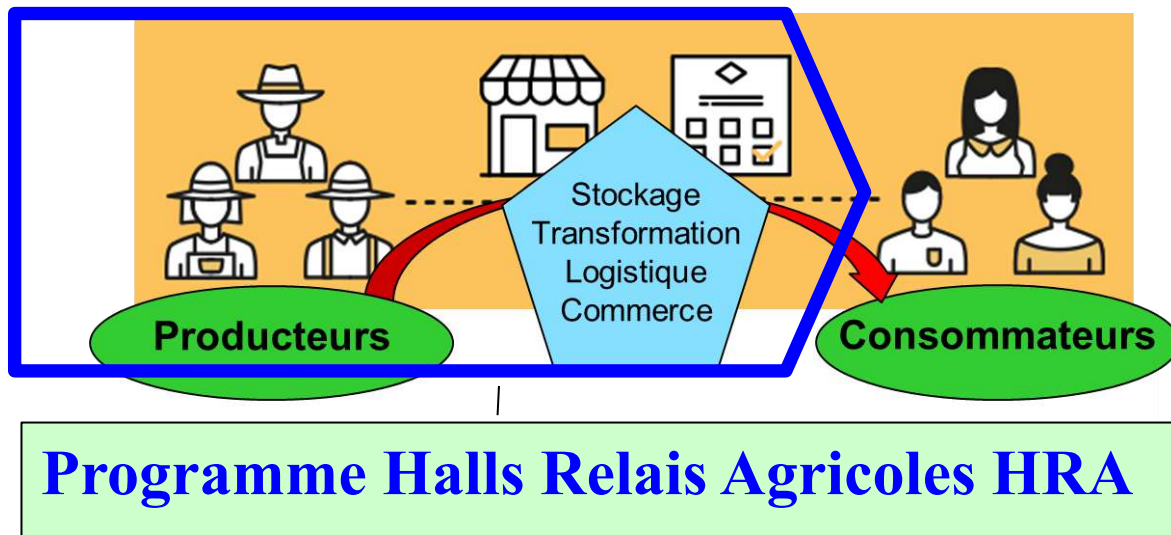 Stockage
Transformation
Logistique
Commerce
Producteurs
Consommateurs
Programme Halls Relais Agricoles HRA